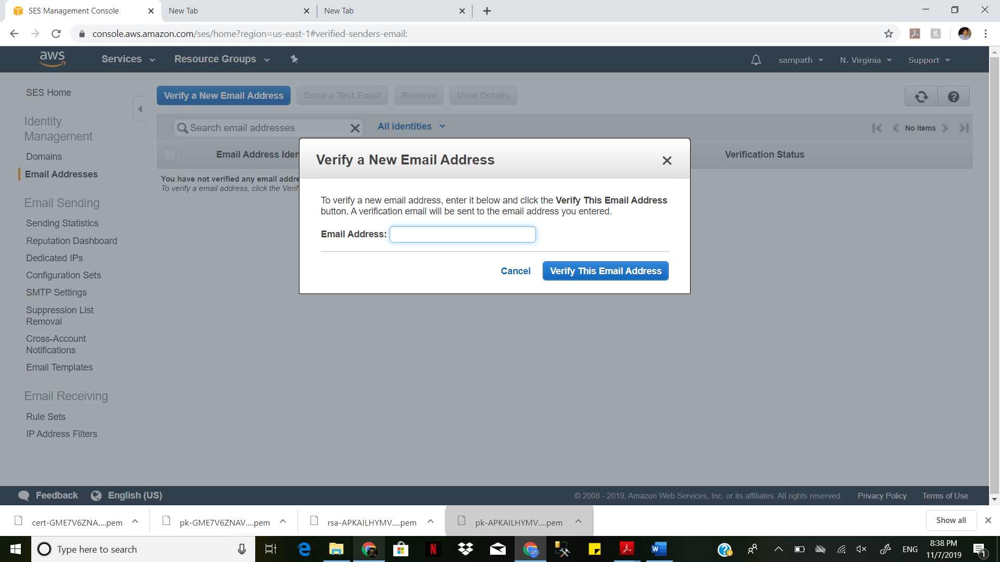 SES Management Console
New Tab
New Tab
console.aws.amazon.com/ses/home?region=us-east-1#verified-senders-email:
aws
Services
Resource Groups
sampath
N. Virginia
Support
SES Home
Identity
Management
Domains
Email Addresses
Email Sending
Sending Statistics
Reputation Dashboard
Dedicated IPs
Configuration Sets
SMTP Settings
Suppression List
Removal
Cross-Account
Notifications
Email Templates
Email Receiving
Rule Sets
IP Address Filters
Verify a New Email Address
Send a Test Email
Remove
View Details
Search email addresses
All identities
No items
Email Address Iden
Verification Status
You have not verified any email addre
To verify a email address, click the Verif
Verify a New Email Address
To verify a new email address, enter it below and click the Verify This Email Address
button. A verification email will be sent to the email address you entered.
Email Address:
Cancel
Verify This Email Address
Feedback
English (US)
© 2008 - 2019, Amazon Web Services, Inc. or its affiliates. All rights reserved.
Privacy Policy
Terms of Use
cert-GME7V6ZNA....pem
pk-GME7V6ZNAV....pem
rsa-APKAILHYMV....pem
pk-APKAILHYMV....pem
Show all
Type here to search
ENG
8:38 PM
11/7/2019
1